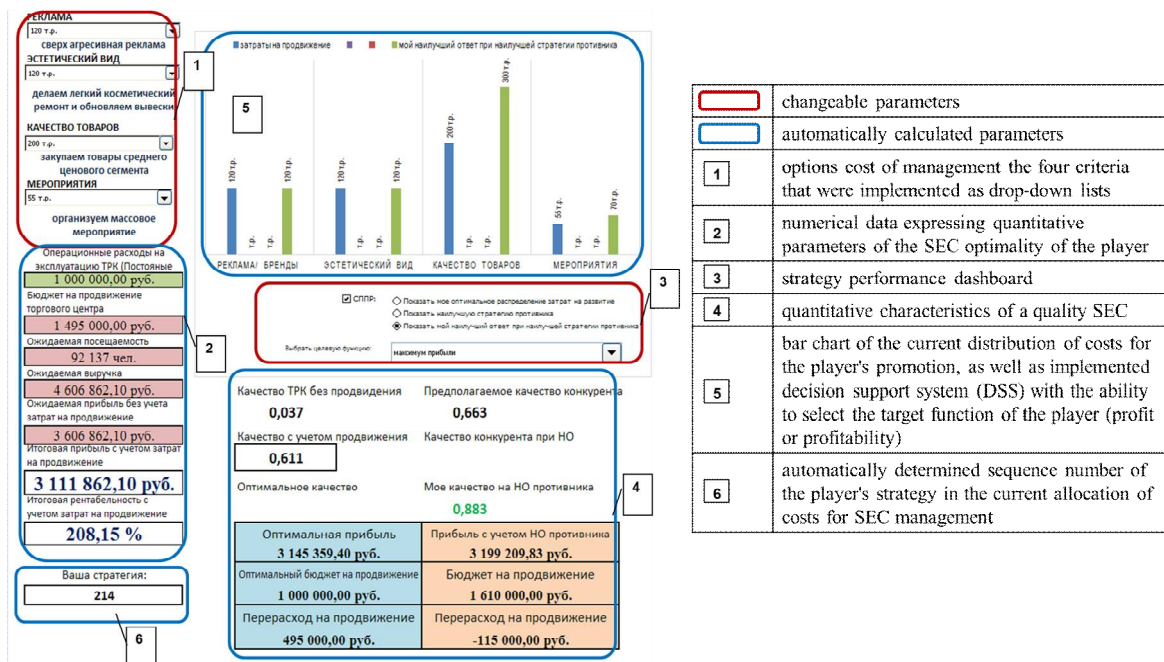 РЕКЛАМА
120 т.р.
сверх агресивная реклама
ЭСТЕТИЧЕСКИЙ ВИД
120 т.р.
делаем легкий косметический
ремонт и обновляем вывески
КАЧЕСТВО ТОВАРОВ
200 т.р.
закупаем товары среднего
ценового сегмента
МЕРОПРИЯТИЯ
55 т.р.
организуем массовое
мероприятие
1
Операционные расходы на
эксплуатацию ТРК (Постоянные
1 000 000,00 руб.
Бюджет на продвижение
торгового центра
1 495 000,00 руб.
Ожидаемая посещаемость
92 137 чел.
Ожидаемая выручка
4 606 862,10 руб.
Ожидаемая прибыль без учета
затрат на продвижение
3 606 862,10 руб.
Итоговая прибыль с учетом затрат
на продвижение
3 111 862,10 руб.
Итоговая рентабельность с
учетом затрат на продвижение
208,15 %
2
Ваша стратегия:
214
6
затраты на продвижение мой наилучший ответ при наилучшей стратегии противника
5
120 т.р. т.р. т.р. 120 т.р.
120 т.р. т.р. т.р. 120 т.р.
200 т.р. т.р. т.р. 300 т.р.
55 т.р. т.р. т.р. 70 т.р.
РЕКЛАМА/ БРЕНДЫ ЭСТЕТИЧЕСКИЙ ВИД КАЧЕСТВО ТОВАРОВ МЕРОПРИЯТИЯ
СППР:
Показать мое оптимальное распределение затрат на развитие
Показать наилучшую стратегию противника
Показать мой наилучший ответ при наилучшей стратегии противника
Выбрать целевую функцию:
максимум прибыли
3
Качество ТРК без продвидения Предполагаемое качество конкурента
0,037 0,663
Качество с учетом продвижения Качество конкурента при НО
0,611
Оптимальное качество Мое качество на НО противника
0,883
4
Оптимальная прибыль Прибыль с учетом НО противника
3 145 359,40 руб. 3 199 209,83 руб.
Оптимальный бюджет на продвижение Бюджет на продвижение
1 000 000,00 руб. 1 610 000,00 руб.
Перерасход на продвижение Перерасход на продвижение
495 000,00 руб. -115 000,00 руб.
changeable parameters
automatically calculated parameters
1
options cost of management the four criteria
that were implemented as drop-down lists
2
numerical data expressing quantitative
parameters of the SEC optimality of the player
3
strategy performance dashboard
4
quantitative characteristics of a quality SEC
5
bar chart of the current distribution of costs for
the player's promotion, as well as implemented
decision support system (DSS) with the ability
to select the target function of the player (profit
or profitability)
6
automatically determined sequence number of
the player's strategy in the current allocation of
costs for SEC management